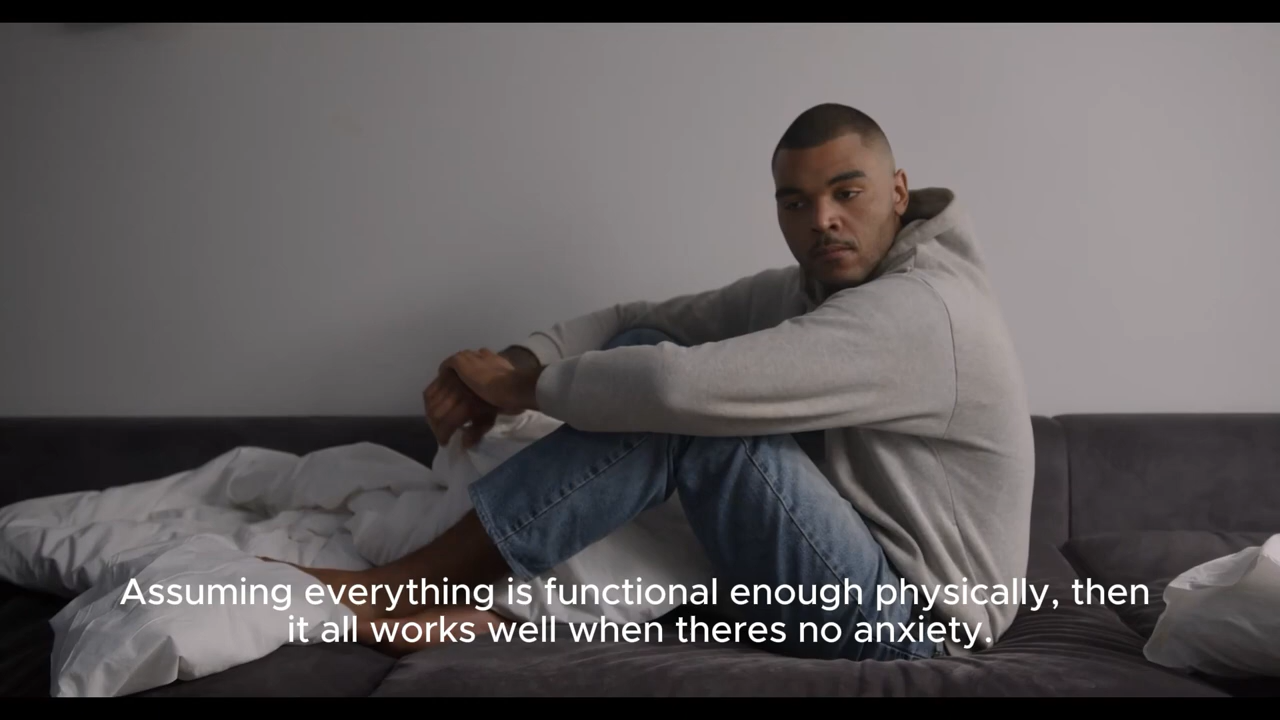 Assuming everything is functional enough physically, then
it all works well when theres no anxiety.